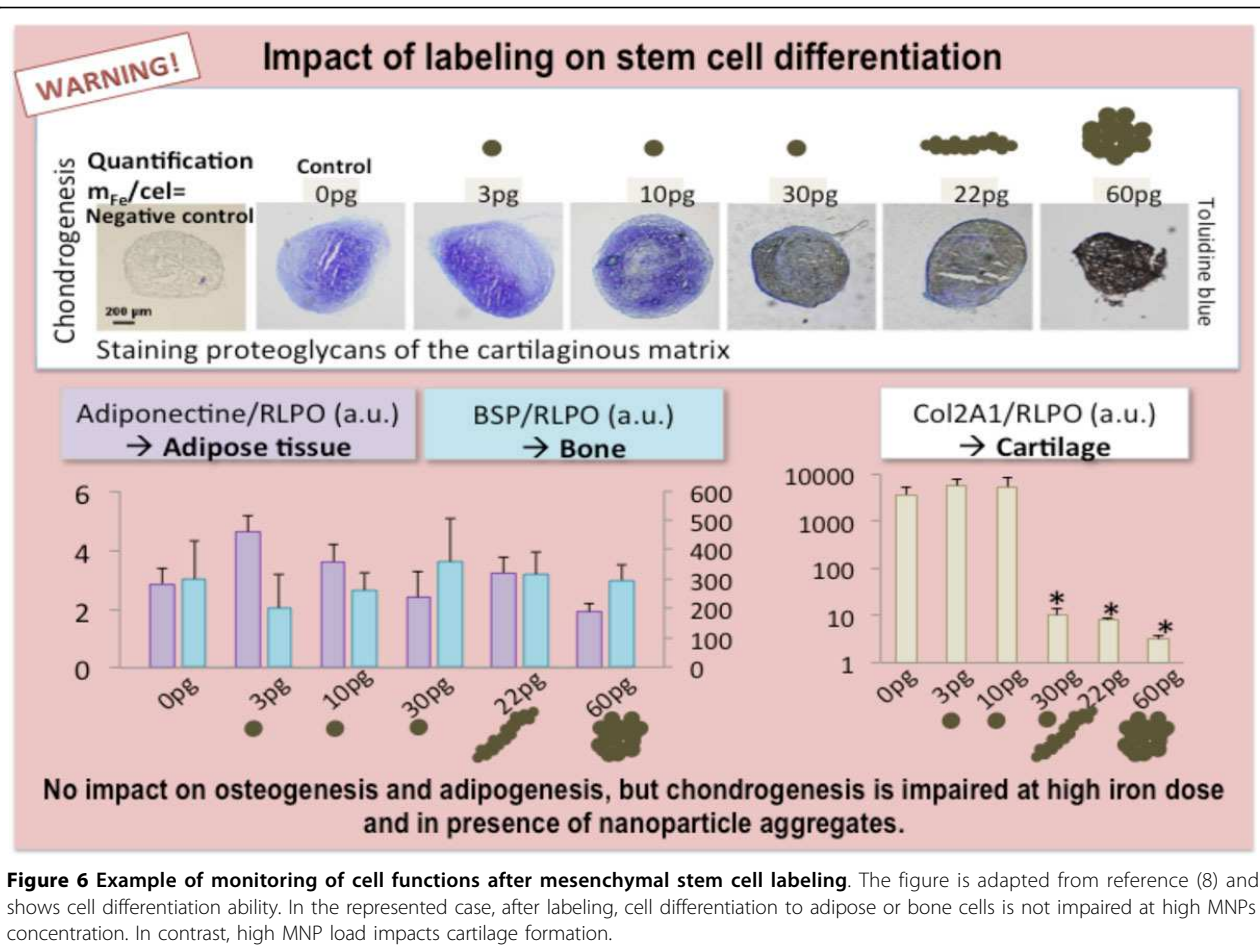 WARNING!
Impact of labeling on stem cell differentiation
Chondrogenesis
Quantification
m_Fe/cel=
Negative control
Control
0pg
3pg
10pg
30pg
22pg
60pg
200 µm
Toluidine blue
Staining proteoglycans of the cartilaginous matrix
Adiponectine/RLPO (a.u.)
→ Adipose tissue
BSP/RLPO (a.u.)
→ Bone
Col2A1/RLPO (a.u.)
→ Cartilage
6
4
2
0
600
500
400
300
200
100
0
0pg
3pg
10pg
30pg
22pg
60pg
10000
1000
100
10
1
*
*
*
0pg
3pg
10pg
30pg
22pg
60pg
No impact on osteogenesis and adipogenesis, but chondrogenesis is impaired at high iron dose
and in presence of nanoparticle aggregates.
Figure 6 Example of monitoring of cell functions after mesenchymal stem cell labeling. The figure is adapted from reference (8) and
shows cell differentiation ability. In the represented case, after labeling, cell differentiation to adipose or bone cells is not impaired at high MNPs
concentration. In contrast, high MNP load impacts cartilage formation.